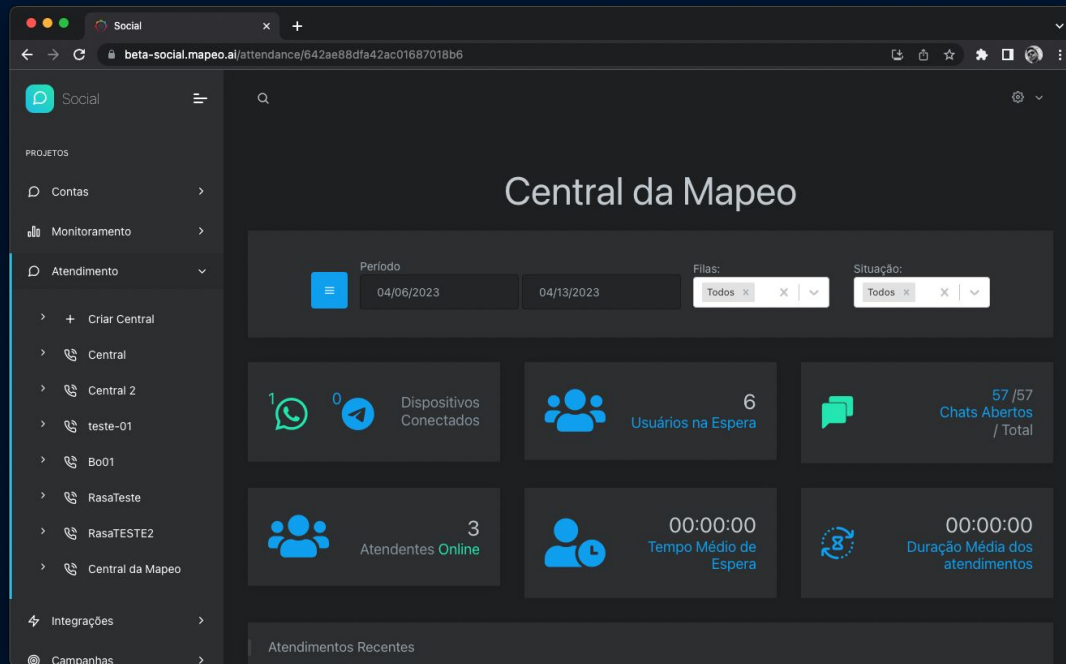 Social
beta-social.mapeo.ai/attendance/642ae88dfa42ac01687018b6
Social
PROJETOS
Contas
Monitoramento
Atendimento
+ Criar Central
Central
Central 2
teste-01
Bo01
RasaTeste
RasaTESTE2
Central da Mapeo
Integrações
Campanhas
Central da Mapeo
Período
04/06/2023
04/13/2023
Filas:
Todos
Situação:
Todos
1
0
Dispositivos
Conectados
6
Usuários na Espera
57 /57
Chats Abertos
/ Total
3
Atendentes Online
00:00:00
Tempo Médio de
Espera
00:00:00
Duração Média dos
atendimentos
Atendimentos Recentes